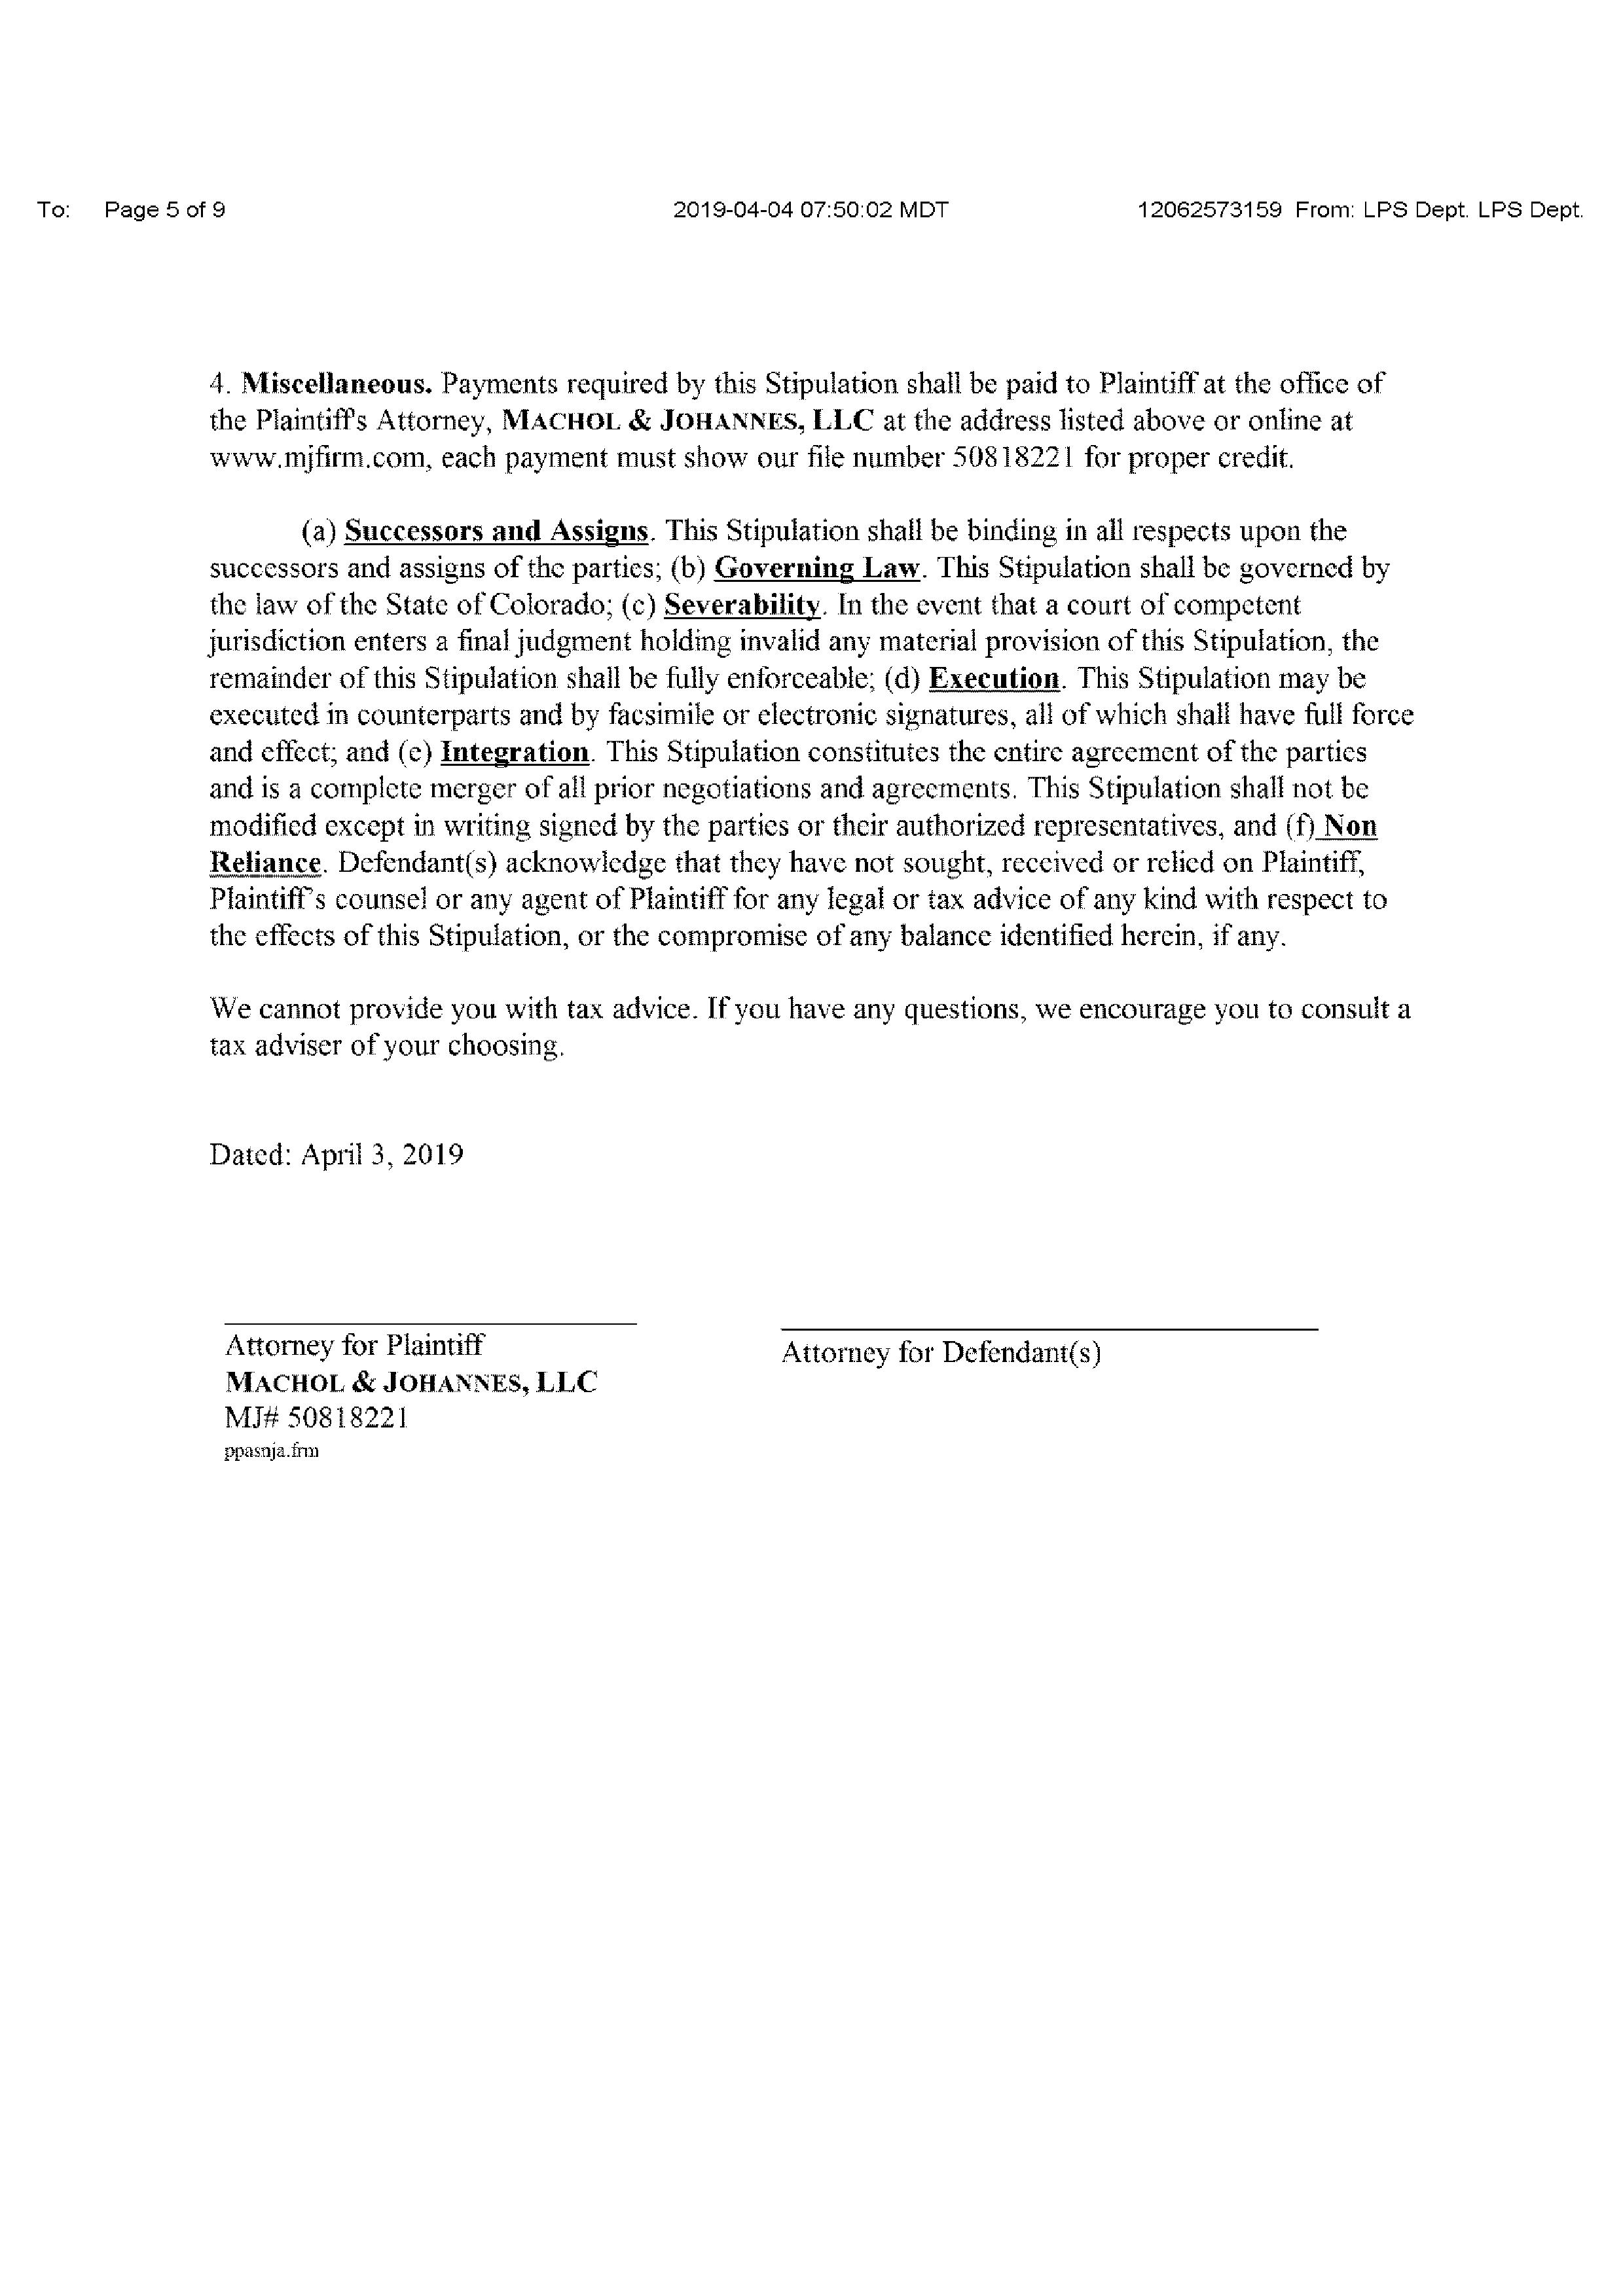 To: Page 5 of 9 2019-04-04 07:50:02 MDT 12062573159 From: LPS Dept. LPS Dept.
4. Miscellaneous. Payments required by this Stipulation shall be paid to Plaintiff at the office of
the Plaintiff's Attorney, MACHOL & JOHANNES, LLC at the address listed above or online at
www.mjfirm.com, each payment must show our file number 50818221 for proper credit.
(a) Successors and Assigns. This Stipulation shall be binding in all respects upon the
successors and assigns of the parties; (b) Governing Law. This Stipulation shall be governed by
the law of the State of Colorado; (c) Severability. In the event that a court of competent
jurisdiction enters a final judgment holding invalid any material provision of this Stipulation, the
remainder of this Stipulation shall be fully enforceable; (d) Execution. This Stipulation may be
executed in counterparts and by facsimile or electronic signatures, all of which shall have full force
and effect; and (e) Integration. This Stipulation constitutes the entire agreement of the parties
and is a complete merger of all prior negotiations and agreements. This Stipulation shall not be
modified except in writing signed by the parties or their authorized representatives, and (f) Non
Reliance. Defendant(s) acknowledge that they have not sought, received or relied on Plaintiff,
Plaintiff's counsel or any agent of Plaintiff for any legal or tax advice of any kind with respect to
the effects of this Stipulation, or the compromise of any balance identified herein, if any.
We cannot provide you with tax advice. If you have any questions, we encourage you to consult a
tax adviser of your choosing.
Dated: April 3, 2019
Attorney for Plaintiff
MACHOL & JOHANNES, LLC
MJ# 50818221
ppasnja.frm
Attorney for Defendant(s)